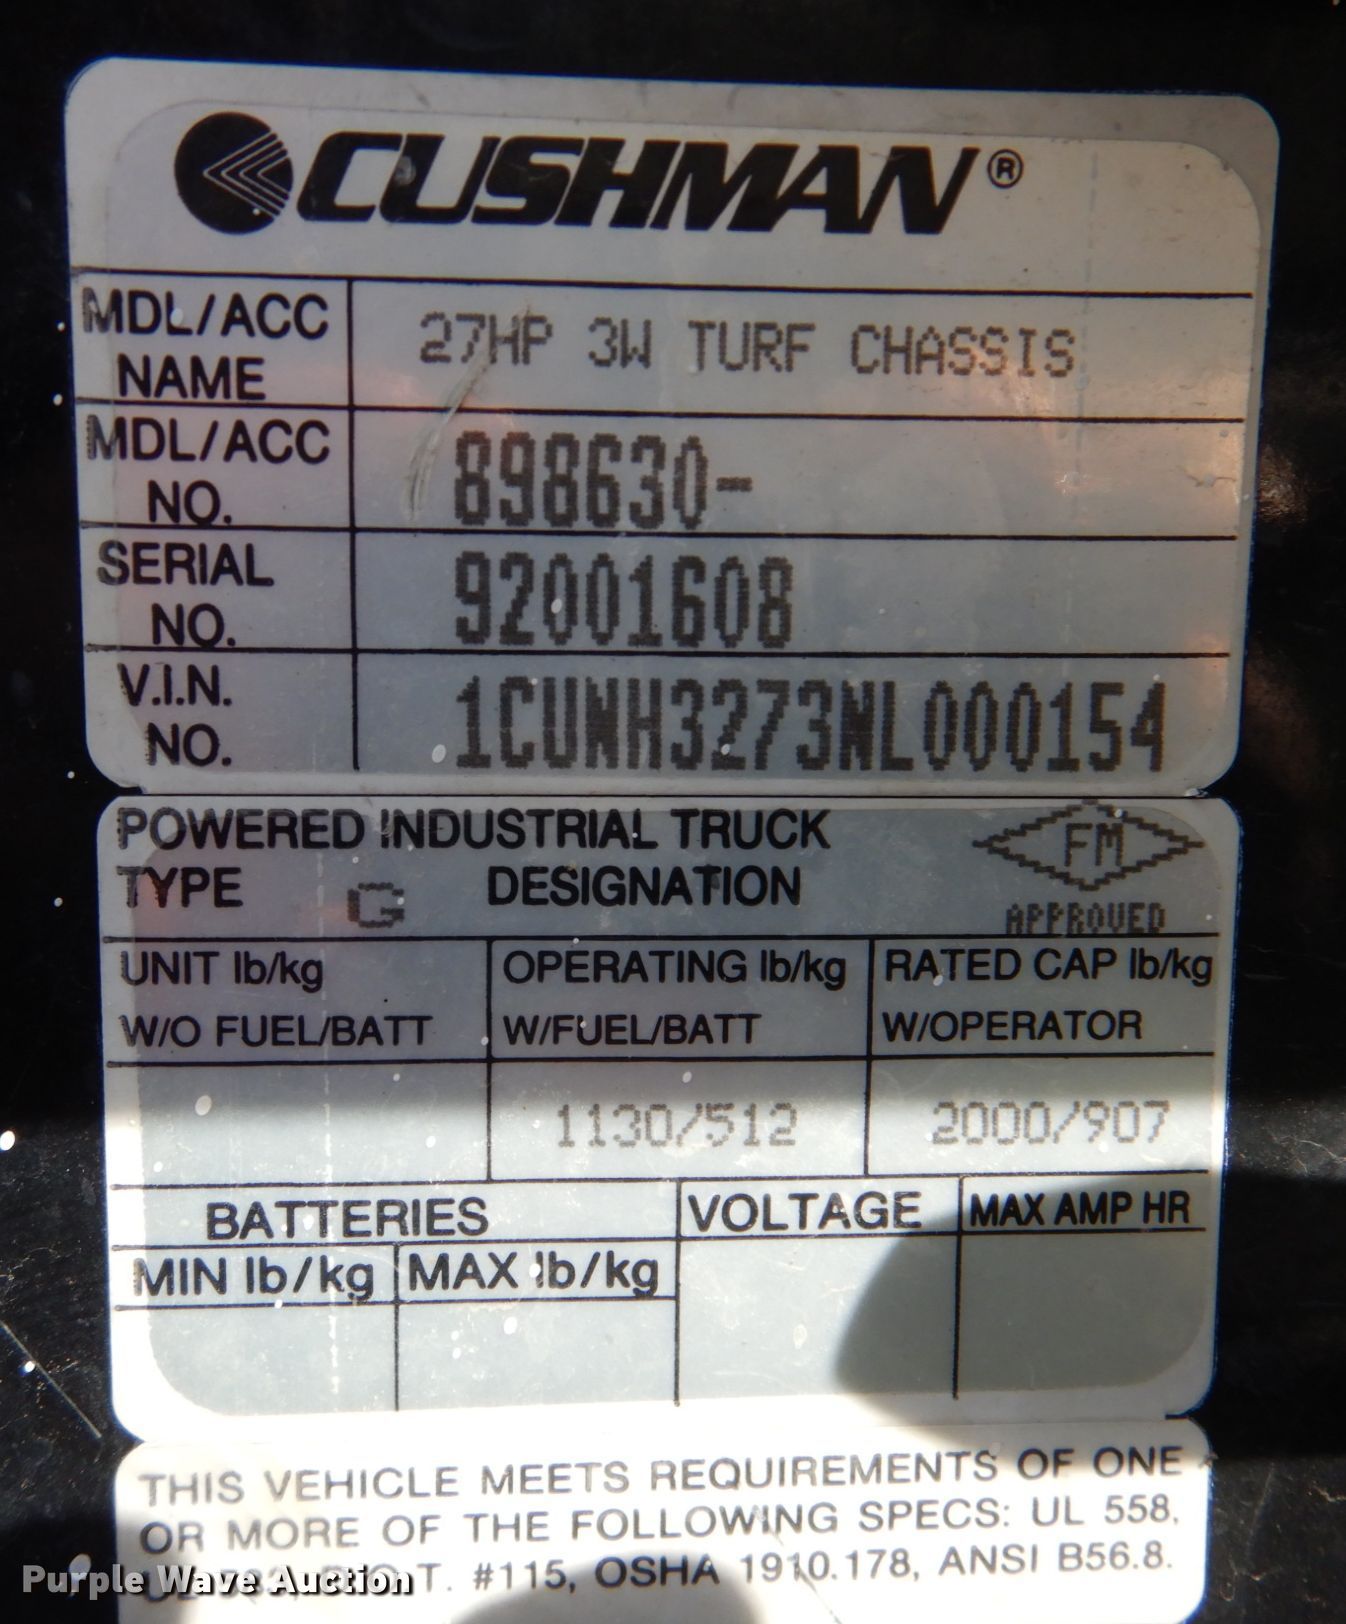 CUSHMAN®
MDL/ACC NAME 27HP 3W TURF CHASSIS
MDL/ACC NO. 898630-
SERIAL NO. 92001608
V.I.N. NO. 1CUNH3273NL000154
POWERED INDUSTRIAL TRUCK
TYPE G DESIGNATION
FM
APPROVED
UNIT lb/kg W/O FUEL/BATT
OPERATING lb/kg W/FUEL/BATT
RATED CAP lb/kg W/OPERATOR
1130/512 2000/907
BATTERIES VOLTAGE MAX AMP HR
MIN lb/kg MAX lb/kg
THIS VEHICLE MEETS REQUIREMENTS OF ONE
OR MORE OF THE FOLLOWING SPECS: UL 558,
#115, OSHA 1910.178, ANSI B56.8.
Purple Wave Auction